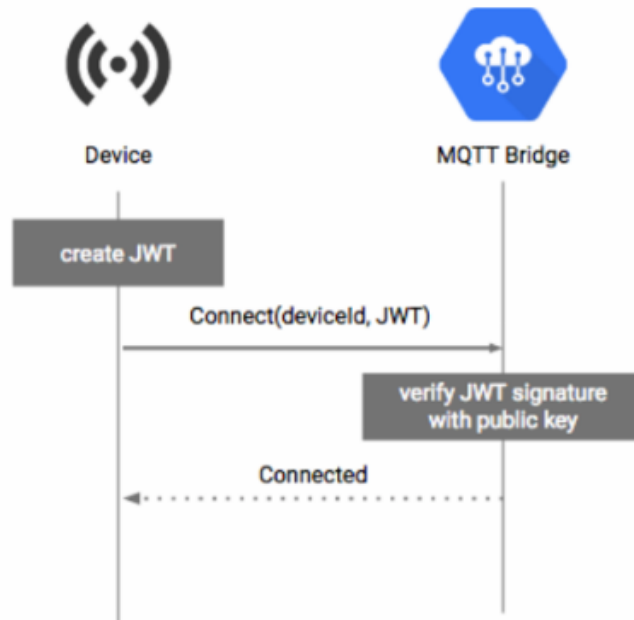 Device
MQTT Bridge
create JWT
Connect(deviceId, JWT)
verify JWT signature
with public key
Connected